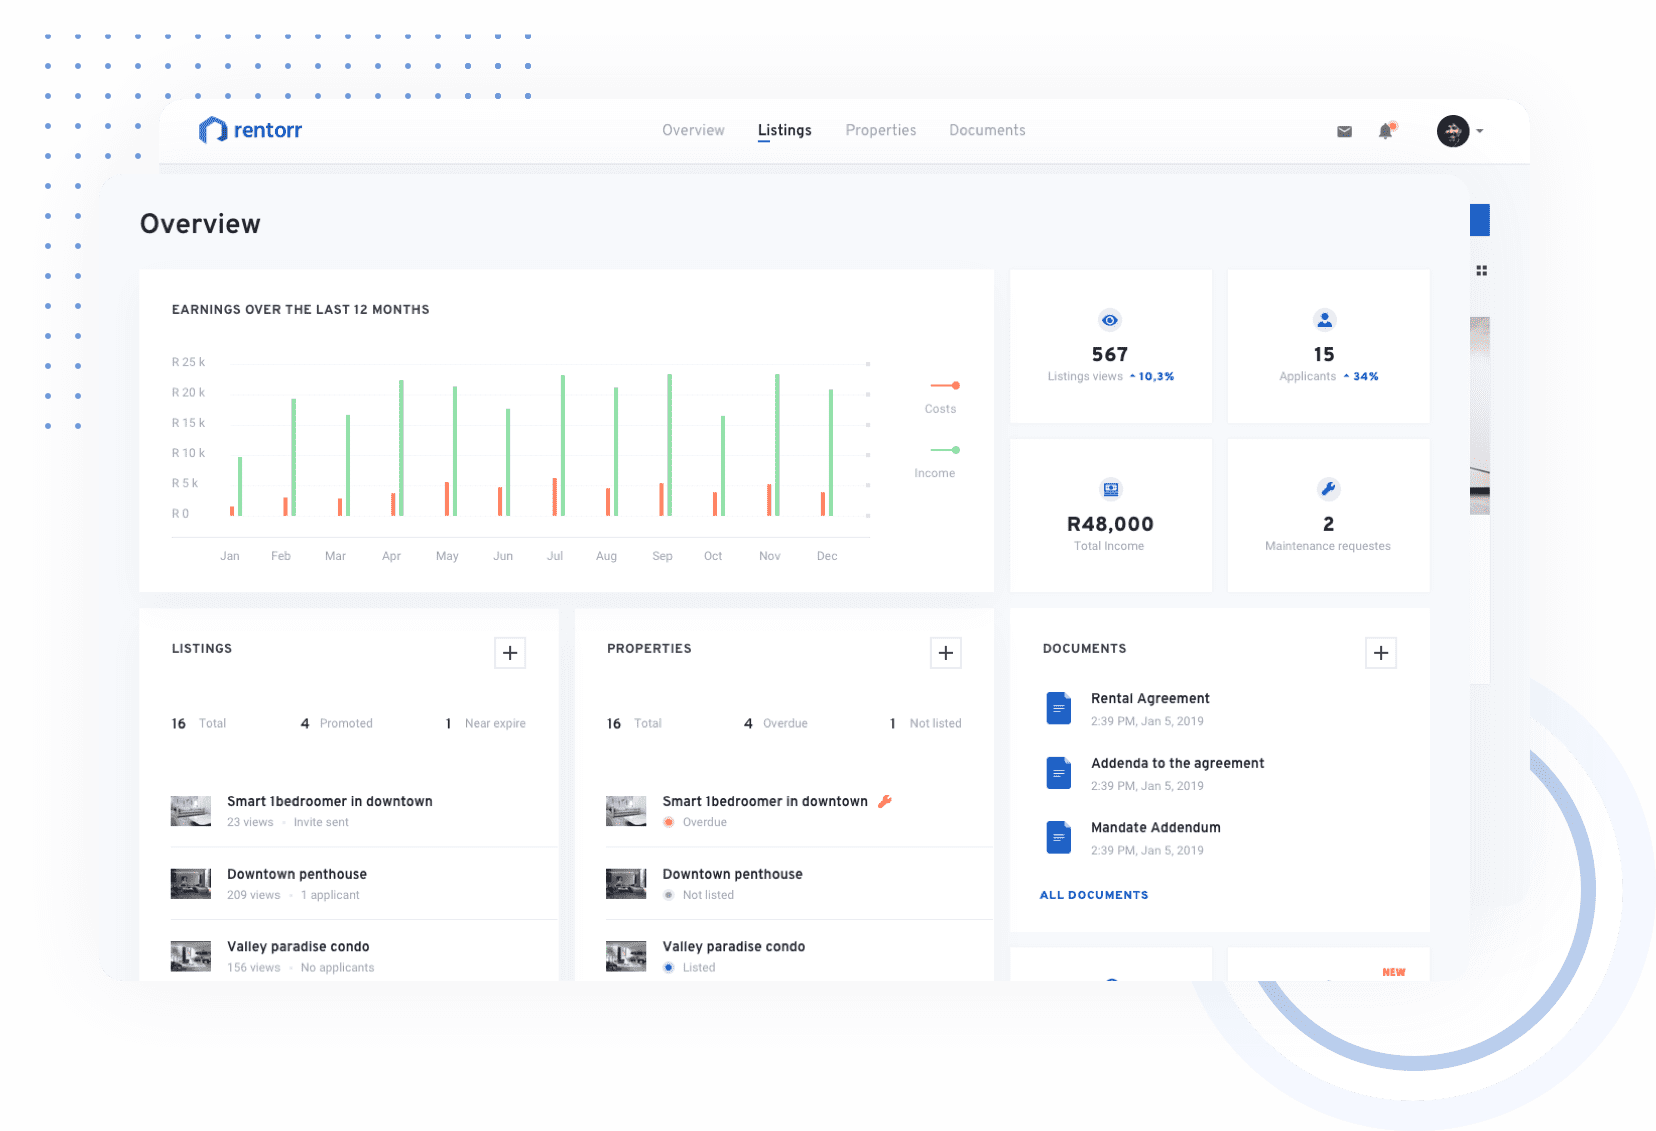 rentorr
Overview Listings Properties Documents
Overview
EARNINGS OVER THE LAST 12 MONTHS
R 25 k
R 20 k
R 15 k
R 10 k
R 5 k
R 0
Jan Feb Mar Apr May Jun Jul Aug Sep Oct Nov Dec
Costs
Income
567
Listings views 10,3%
15
Applicants 34%
R48,000
Total Income
2
Maintenance requestes
LISTINGS
16 Total 4 Promoted 1 Near expire
Smart 1bedroomer in downtown
23 views · Invite sent
Downtown penthouse
209 views · 1 applicant
Valley paradise condo
156 views · No applicants
PROPERTIES
16 Total 4 Overdue 1 Not listed
Smart 1bedroomer in downtown
Overdue
Downtown penthouse
Not listed
Valley paradise condo
Listed
DOCUMENTS
Rental Agreement
2:39 PM, Jan 5, 2019
Addenda to the agreement
2:39 PM, Jan 5, 2019
Mandate Addendum
2:39 PM, Jan 5, 2019
ALL DOCUMENTS
NEW